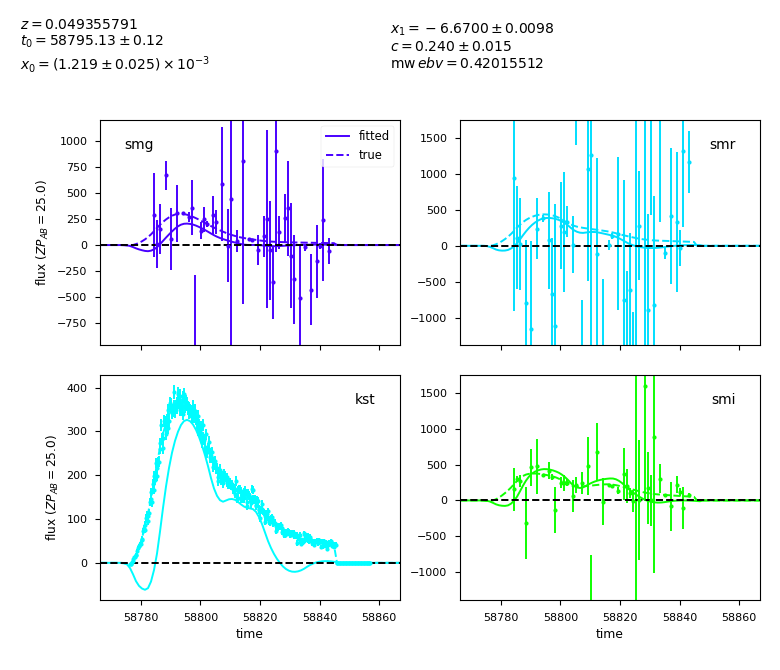 z = 0.049355791
t₀ = 58795.13 ± 0.12
x₀ = (1.219 ± 0.025) × 10⁻³
x₁ = −6.6700 ± 0.0098
c = 0.240 ± 0.015
mw ebv = 0.42015512
smg
fitted
true
1000
750
500
250
0
−250
−500
−750
flux (ZP_AB = 25.0)
smr
1500
1000
500
0
−500
−1000
kst
400
300
200
100
0
flux (ZP_AB = 25.0)
58780 58800 58820 58840 58860
time
smi
1500
1000
500
0
−500
−1000
58780 58800 58820 58840 58860
time